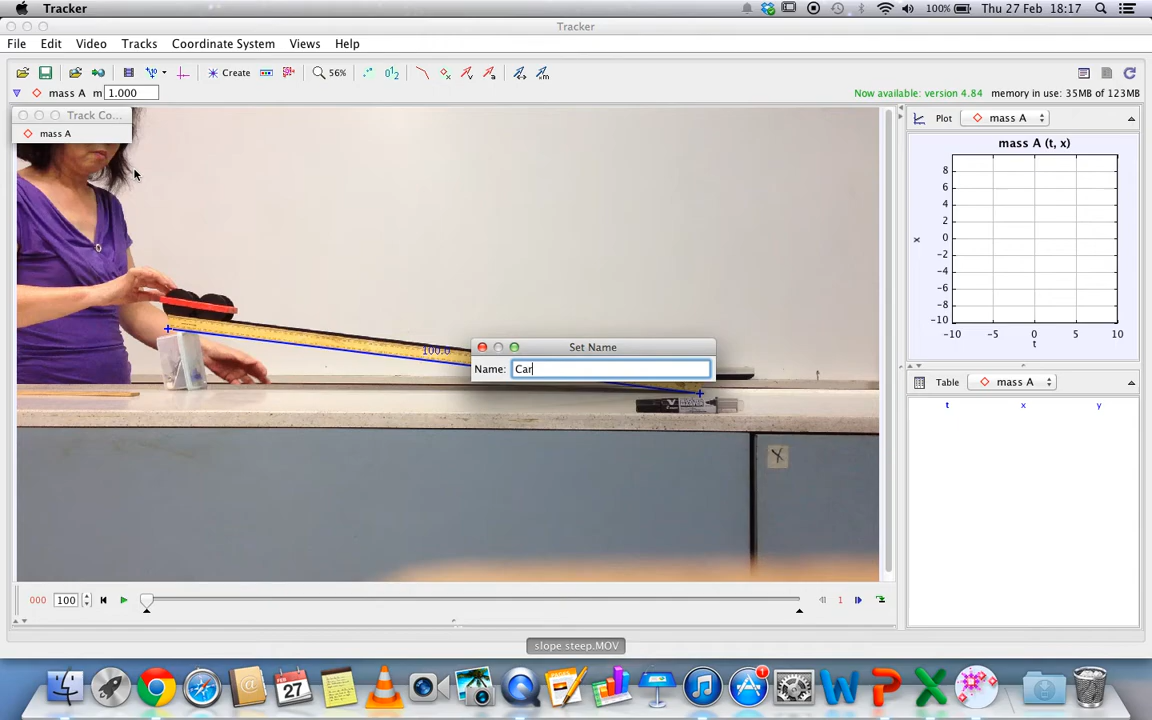 Tracker
100%
Thu 27 Feb 18:17
Tracker
File Edit Video Tracks Coordinate System Views Help
Create
56%
mass A m 1.000
Now available: version 4.84 memory in use: 35MB of 123MB
Track Co...
mass A
Plot mass A
mass A (t, x)
8
6
4
2
0
-2
-4
-6
-8
-10
x
-10 -5 0 5 10
t
100.0
Set Name
Name: Car
Table mass A
t x y
X
000 100 1
slope steep.MOV
FEB
27
1